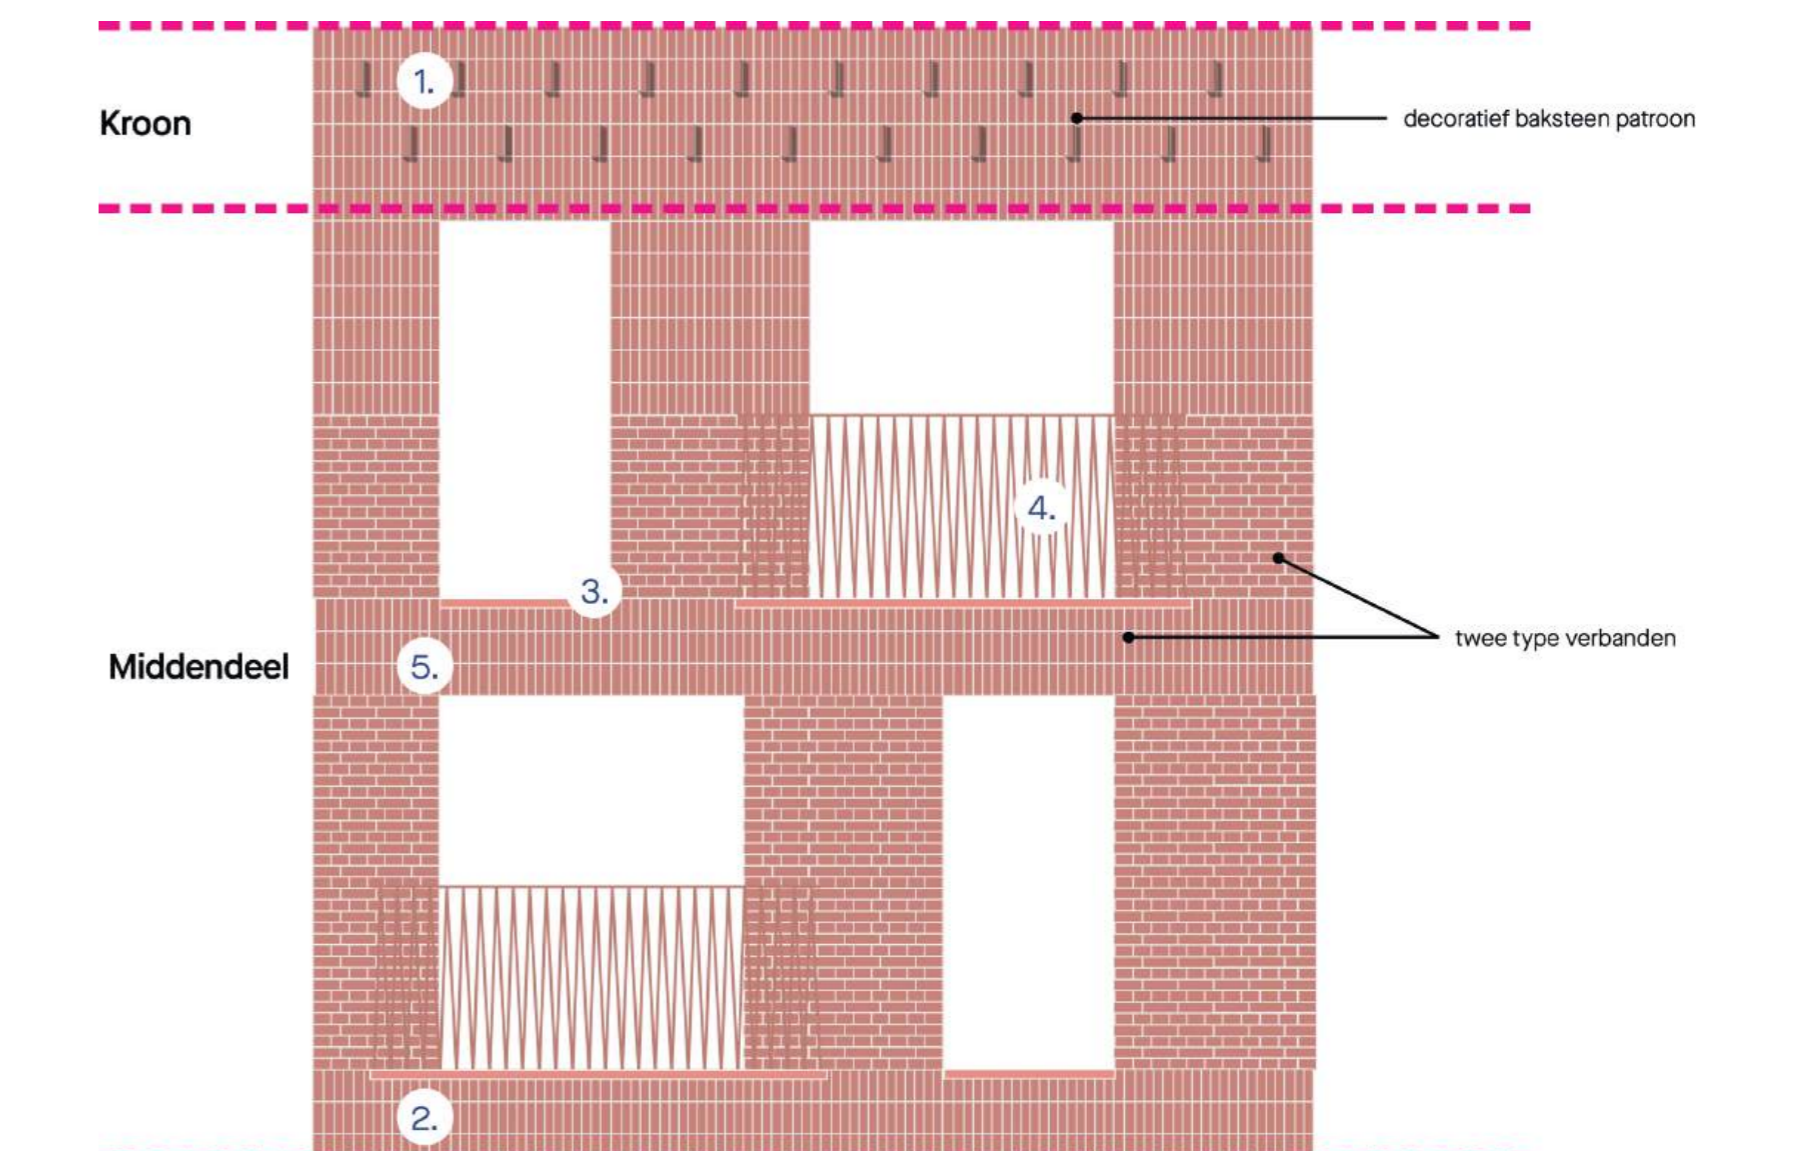 1.
Kroon
decoratief baksteen patroon
4.
3.
twee type verbanden
Middendeel
5.
2.